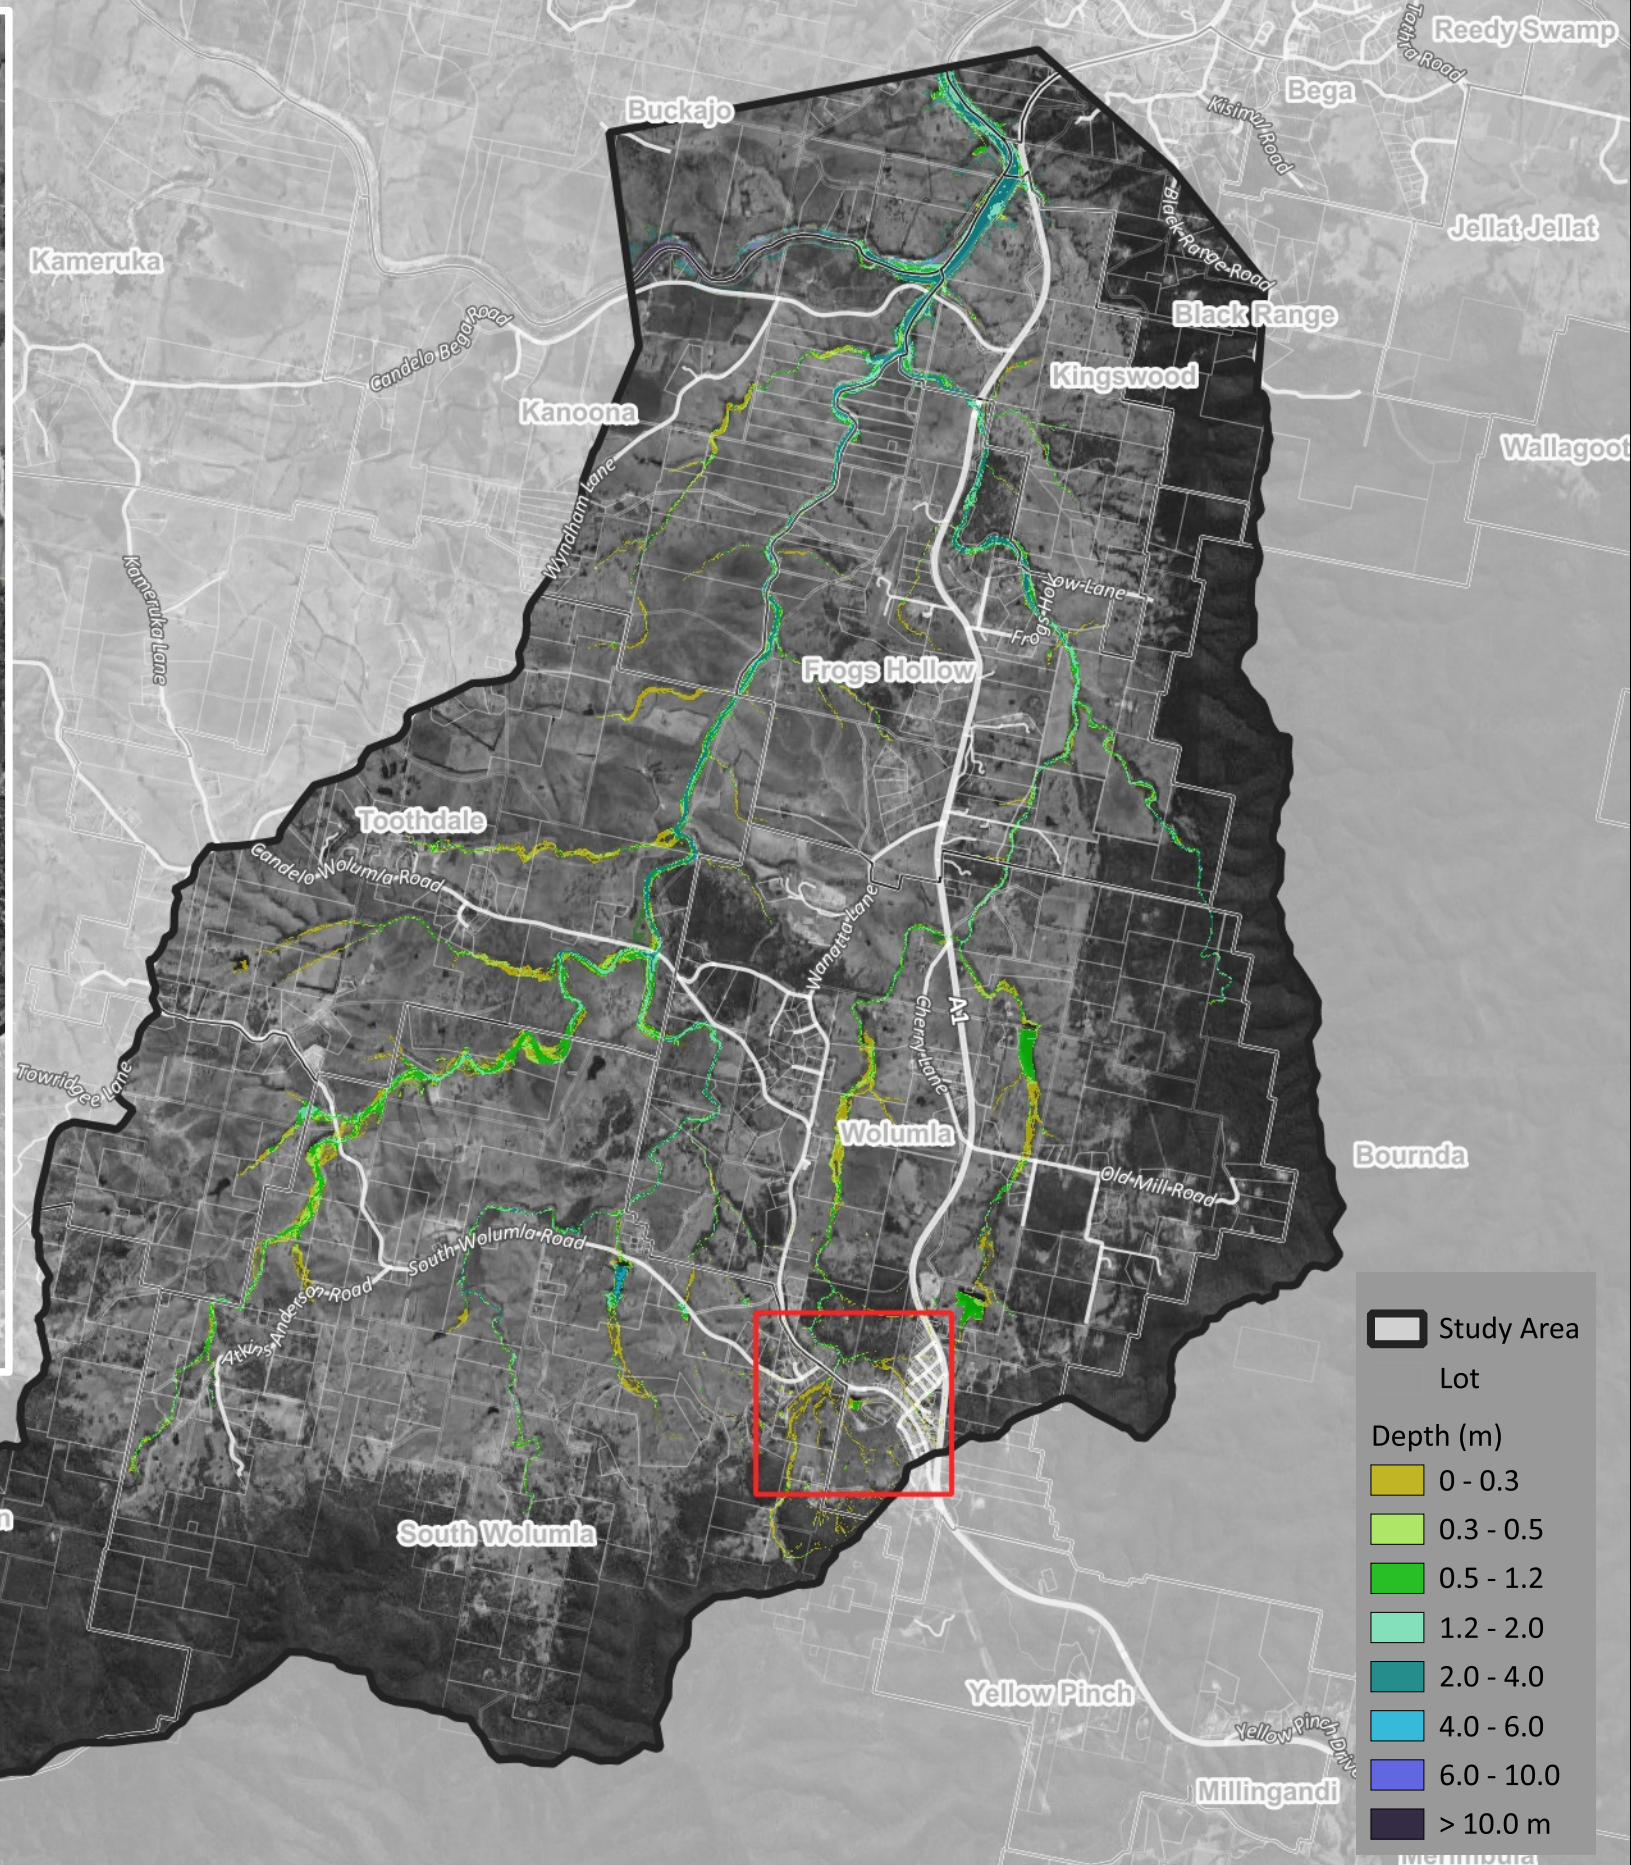 Reedy Swamp
Tathra Road
Bega
Buckajo
Kisimul Road
Jellat Jellat
Black Range Road
Kameruka
Black Range
Candelo Bega Road
Kingswood
Kanoona
Wallagoot
Wyndham Lane
Kameruka Lane
Frogs Hollow Lane
Frogs Hollow
Toothdale
Candelo Wolumla Road
Wanatta Lane
A1
Cherry Lane
Towridgee Lane
Wolumla
Bournda
Old Mill Road
South Wolumla Road
Atkins Anderson Road
South Wolumla
n
Yellow Pinch
Yellow Pinch Drive
Millingandi
Merimbula
Study Area
Lot
Depth (m)
0 - 0.3
0.3 - 0.5
0.5 - 1.2
1.2 - 2.0
2.0 - 4.0
4.0 - 6.0
6.0 - 10.0
> 10.0 m